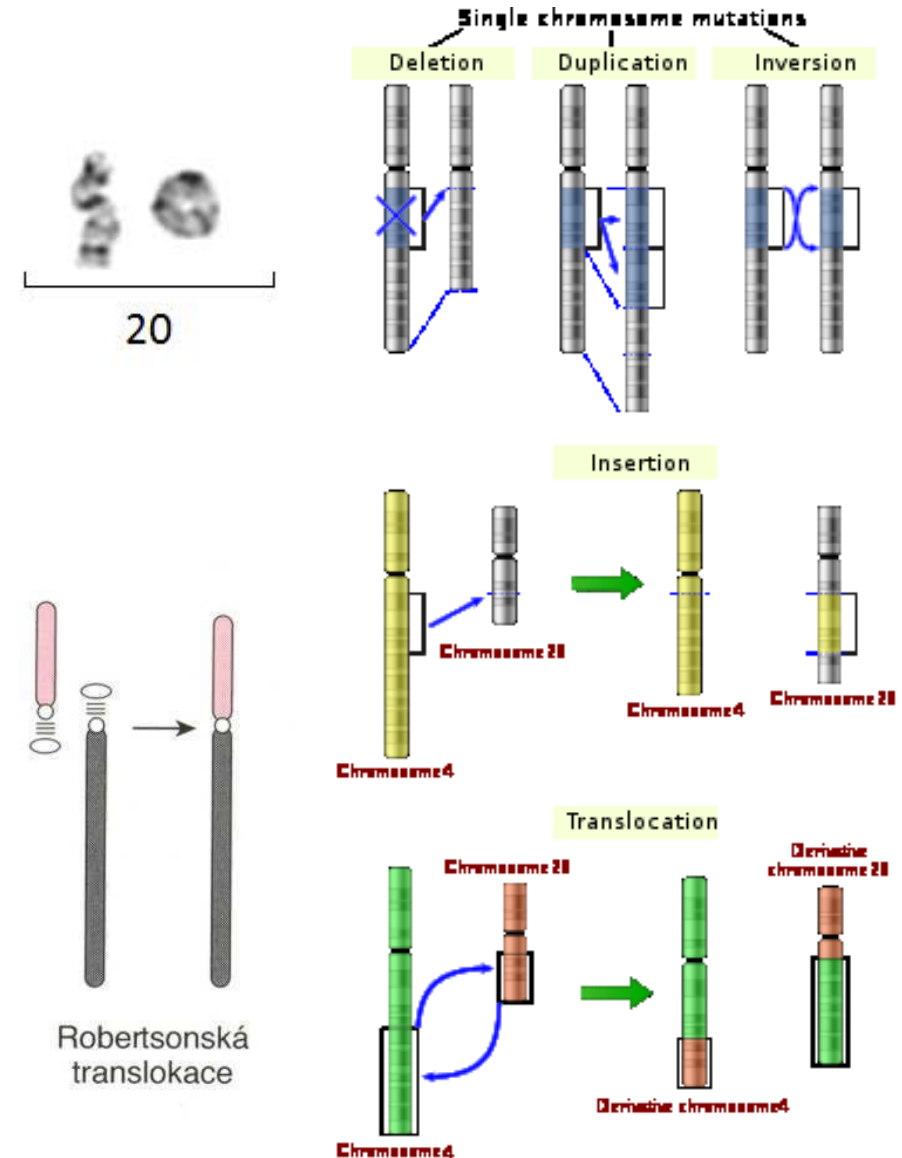 Single chromosome mutations
Deletion
Duplication
Inversion
20
Insertion
Chromosome 20
Chromosome 4
Chromosome 4
Chromosome 20
Robertsonská
translokace
Translocation
Chromosome 20
Chromosome 4
Derivative chromosome 4
Derivative
chromosome 20